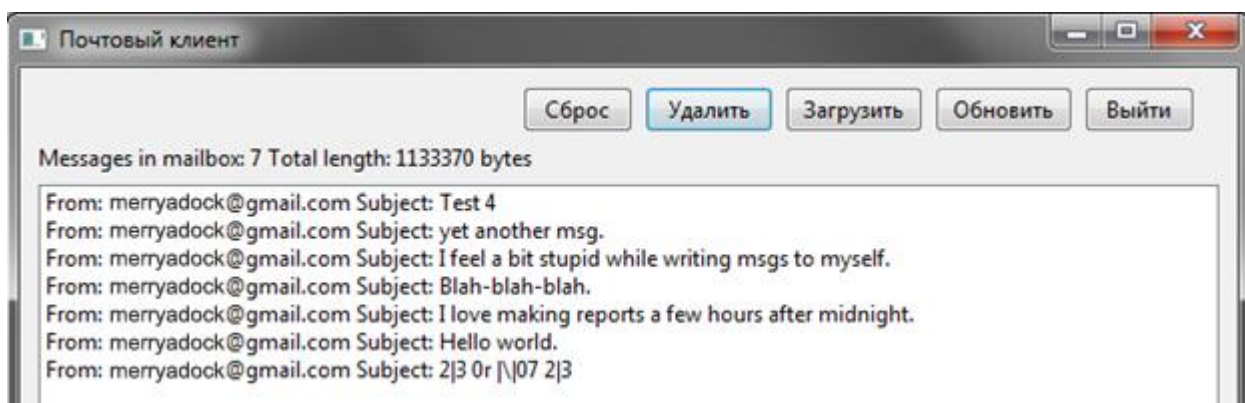 Почтовый клиент
Сброс Удалить Загрузить Обновить Выйти
Messages in mailbox: 7 Total length: 1133370 bytes
From: merryadock@gmail.com Subject: Test 4
From: merryadock@gmail.com Subject: yet another msg.
From: merryadock@gmail.com Subject: I feel a bit stupid while writing msgs to myself.
From: merryadock@gmail.com Subject: Blah-blah-blah.
From: merryadock@gmail.com Subject: I love making reports a few hours after midnight.
From: merryadock@gmail.com Subject: Hello world.
From: merryadock@gmail.com Subject: 2|3 0r |\|07 2|3